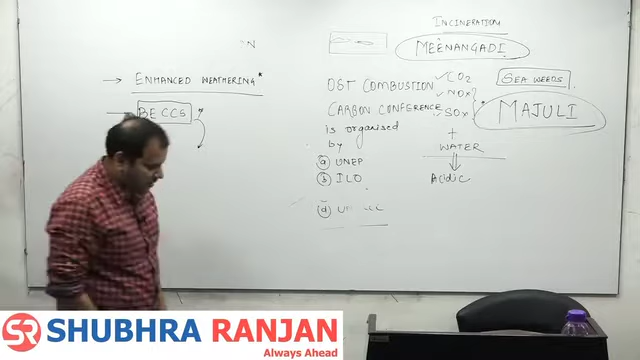 INCINERATION
MEENANGADI
→ ENHANCED WEATHERING*
→ BECCS *
COMBUSTION
CARBON CONFERENCE
is organised
by
(a) UNEP
(b) ILO
(d)
CO2
NOx
SOx
+
WATER
Acidic
SEA WEEDS
MAJULI
SR SHUBHRA RANJAN
Always Ahead